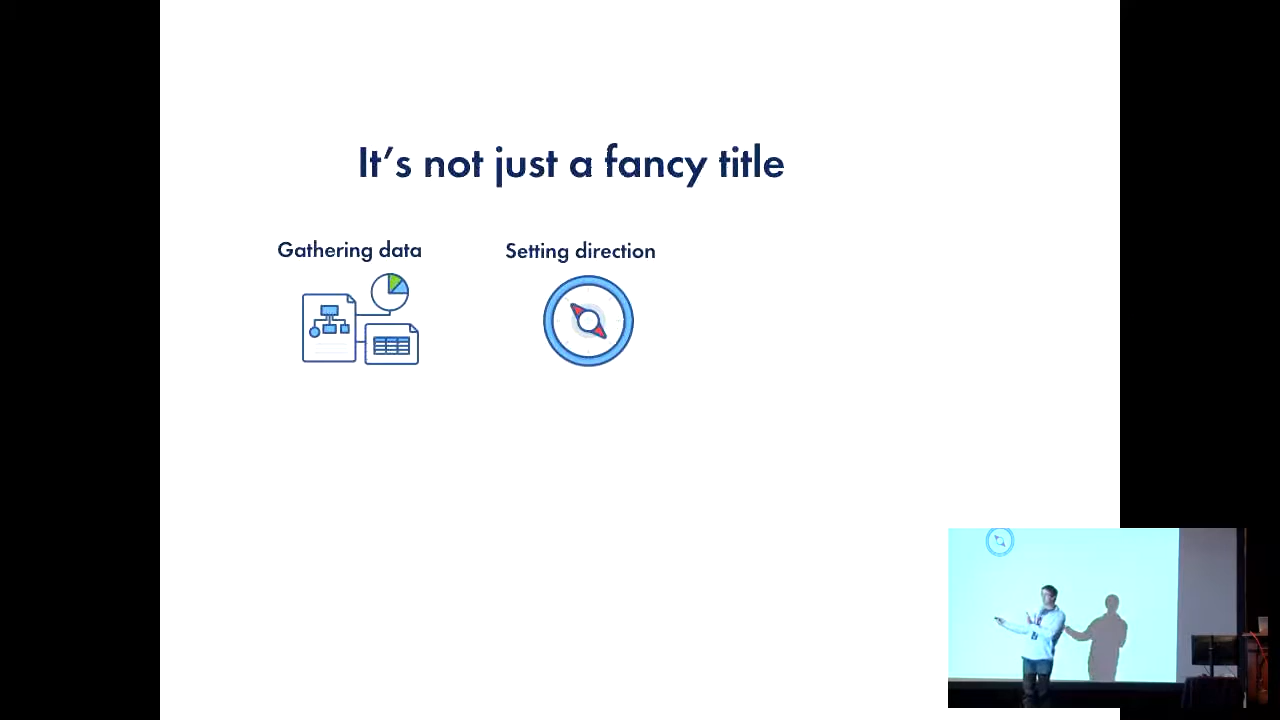 It’s not just a fancy title
Gathering data
Setting direction